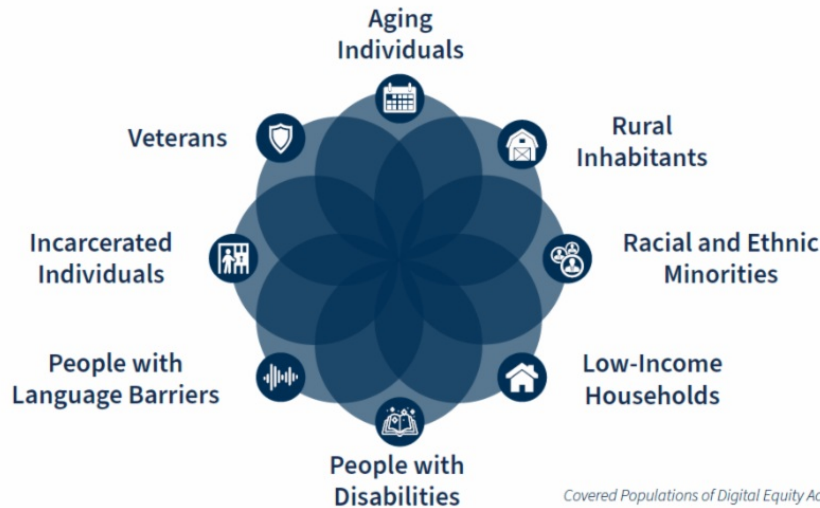 Aging
Individuals
Veterans
Rural
Inhabitants
Incarcerated
Individuals
Racial and Ethnic
Minorities
People with
Language Barriers
Low-Income
Households
People with
Disabilities
Covered Populations of Digital Equity Ac